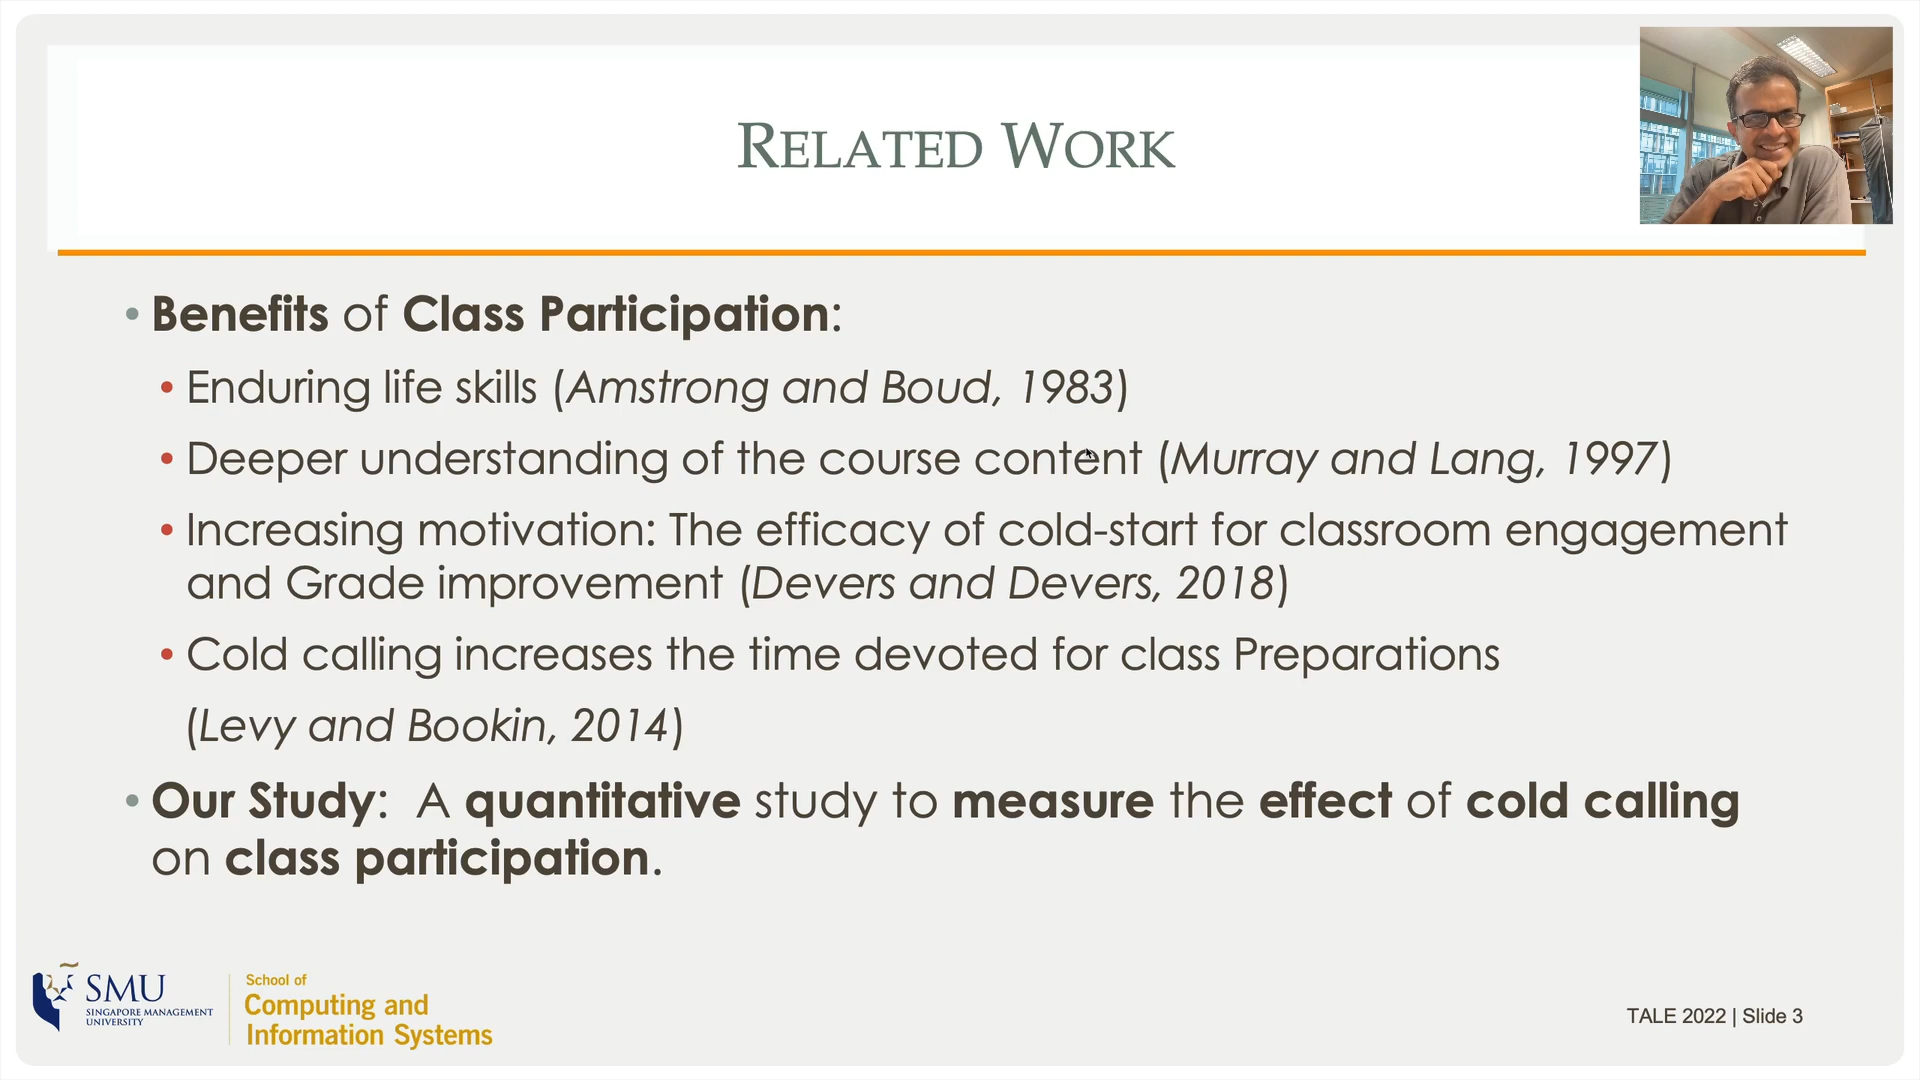 RELATED WORK
• Benefits of Class Participation:
• Enduring life skills (Amstrong and Boud, 1983)
• Deeper understanding of the course content (Murray and Lang, 1997)
• Increasing motivation: The efficacy of cold-start for classroom engagement
and Grade improvement (Devers and Devers, 2018)
• Cold calling increases the time devoted for class Preparations
(Levy and Bookin, 2014)
• Our Study: A quantitative study to measure the effect of cold calling
on class participation.
SMU
SINGAPORE MANAGEMENT
UNIVERSITY
School of
Computing and
Information Systems
TALE 2022 | Slide 3